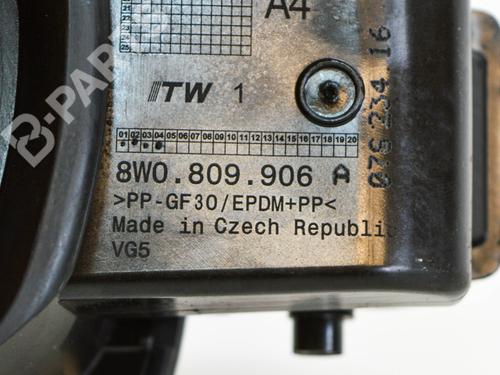 A4
B-PARTS
ITW 1
01 02 03 04 05 06 07 08 09 10 11 12 13 14 15 16 17 18 19 20
8W0.809.906 A
>PP-GF30/EPDM+PP<
Made in Czech Republi
VG5
076 234 16